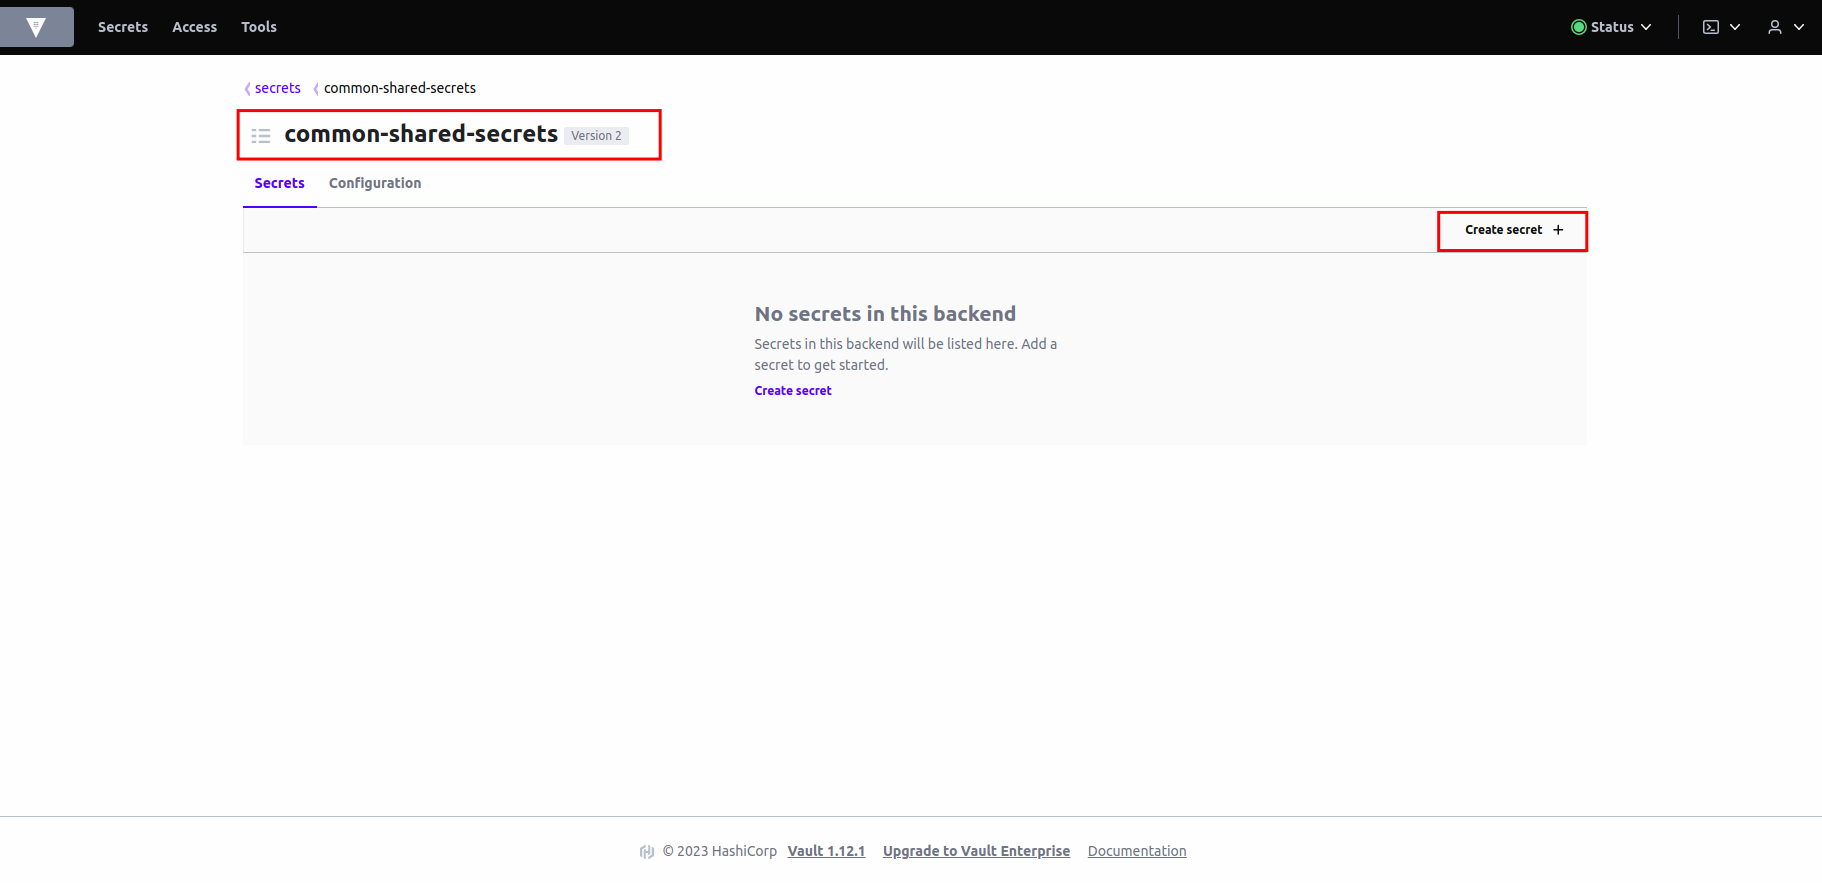 Secrets Access Tools Status
secrets common-shared-secrets
common-shared-secrets Version 2
Secrets Configuration
Create secret +
No secrets in this backend
Secrets in this backend will be listed here. Add a
secret to get started.
Create secret
© 2023 HashiCorp Vault 1.12.1 Upgrade to Vault Enterprise Documentation